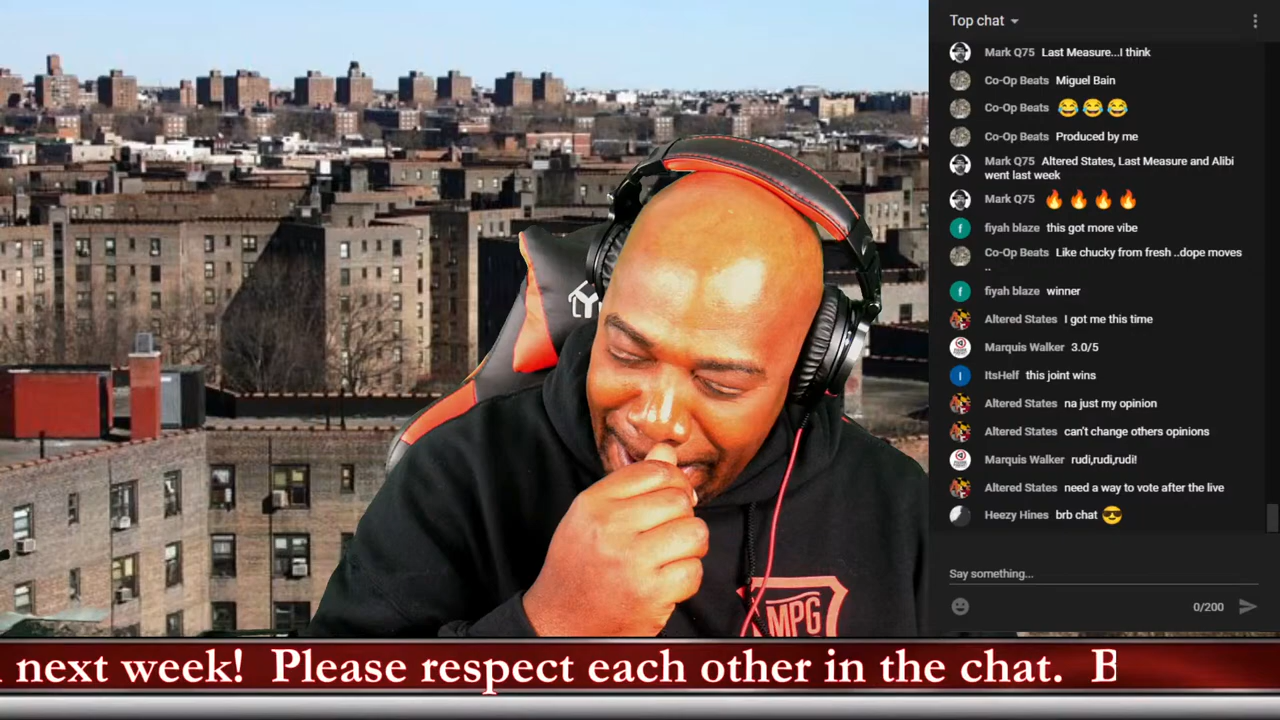 Top chat
Mark Q75 Last Measure...I think
Co-Op Beats Miguel Bain
Co-Op Beats 😂😂😂
Co-Op Beats Produced by me
Mark Q75 Altered States, Last Measure and Alibi
went last week
Mark Q75 🔥🔥🔥🔥
fiyah blaze this got more vibe
Co-Op Beats Like chucky from fresh ..dope moves
..
fiyah blaze winner
Altered States I got me this time
Marquis Walker 3.0/5
ItsHelf this joint wins
Altered States na just my opinion
Altered States can't change others opinions
Marquis Walker rudi,rudi,rudi!
Altered States need a way to vote after the live
Heezy Hines brb chat 😎
Say something...
0/200
MPG
next week! Please respect each other in the chat. B